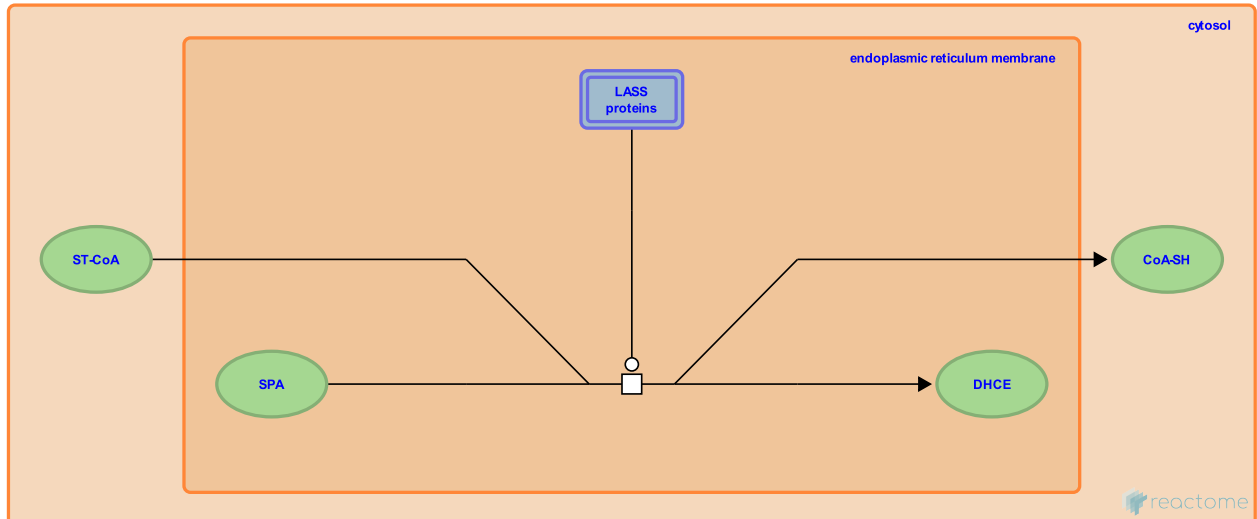 cytosol
endoplasmic reticulum membrane
LASS
proteins
ST-CoA
CoA-SH
SPA
DHCE
reactome